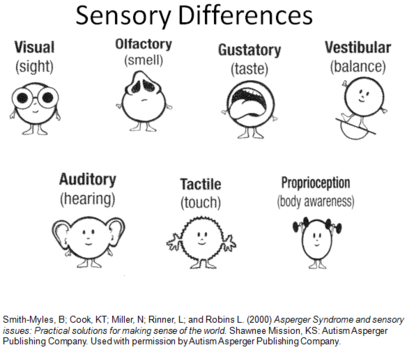 Sensory Differences
Visual
(sight)
Olfactory
(smell)
Gustatory
(taste)
Vestibular
(balance)
Auditory
(hearing)
Tactile
(touch)
Proprioception
(body awareness)
Smith-Myles, B; Cook, KT; Miller, N; Rinner, L; and Robins L. (2000) Asperger Syndrome and sensory
issues: Practical solutions for making sense of the world. Shawnee Mission, KS: Autism Asperger
Publishing Company. Used with permission by Autism Asperger Publishing Company.